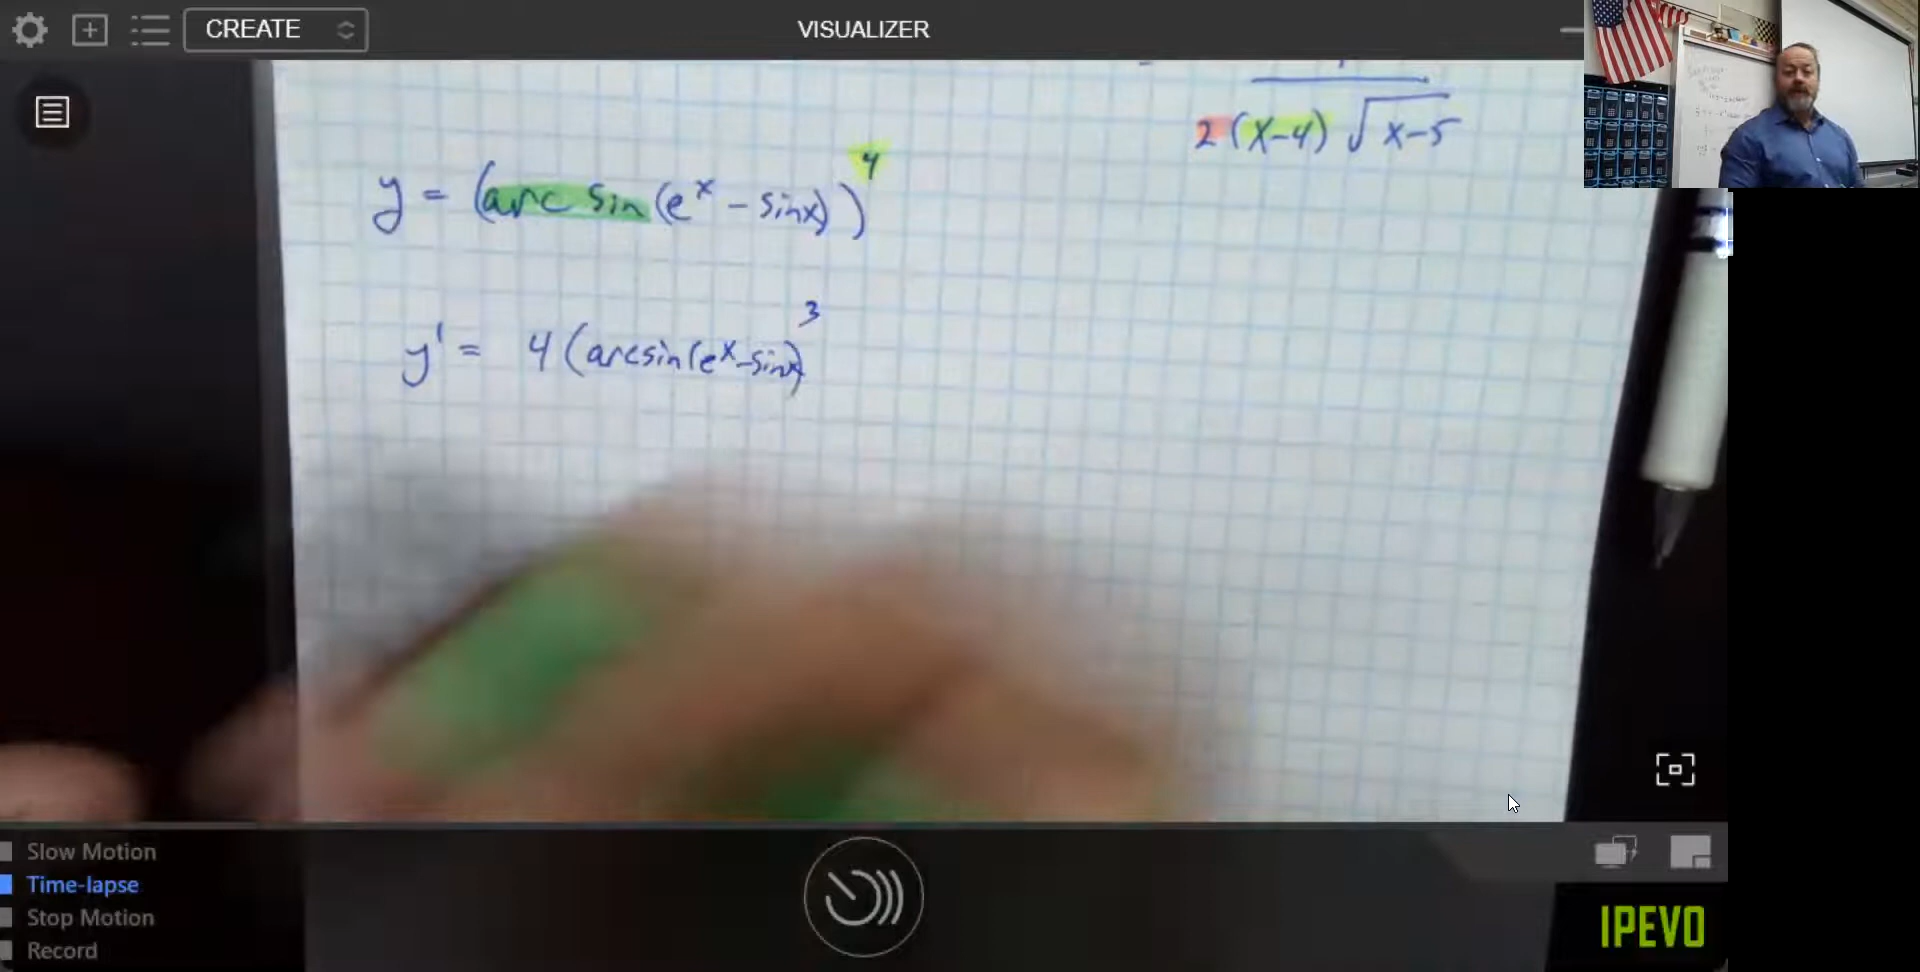 CREATE
VISUALIZER
2 (x-4) √x-5
y = (arc sin (e^x - sinx))^4
y' = 4 (arcsin(e^x-sinx)^3
Slow Motion
Time-lapse
Stop Motion
Record
IPEVO